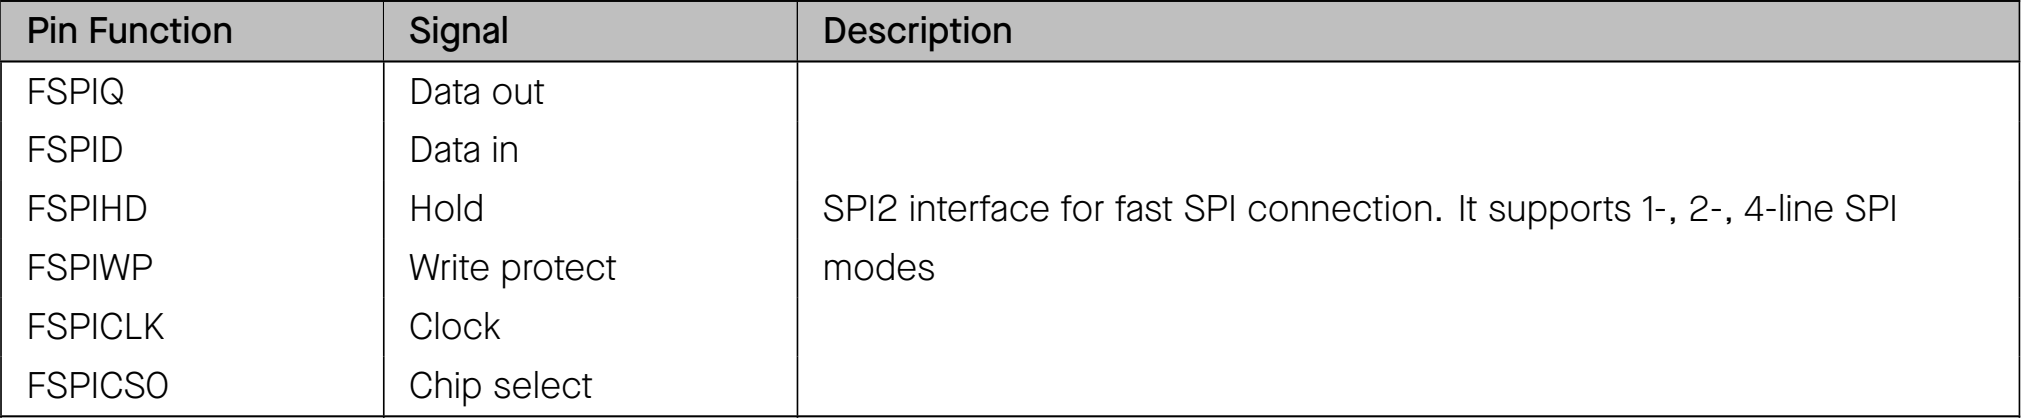 Pin Function Signal Description
FSPIQ Data out
FSPID Data in
FSPIHD Hold SPI2 interface for fast SPI connection. It supports 1-, 2-, 4-line SPI
FSPIWP Write protect modes
FSPICLK Clock
FSPICS0 Chip select